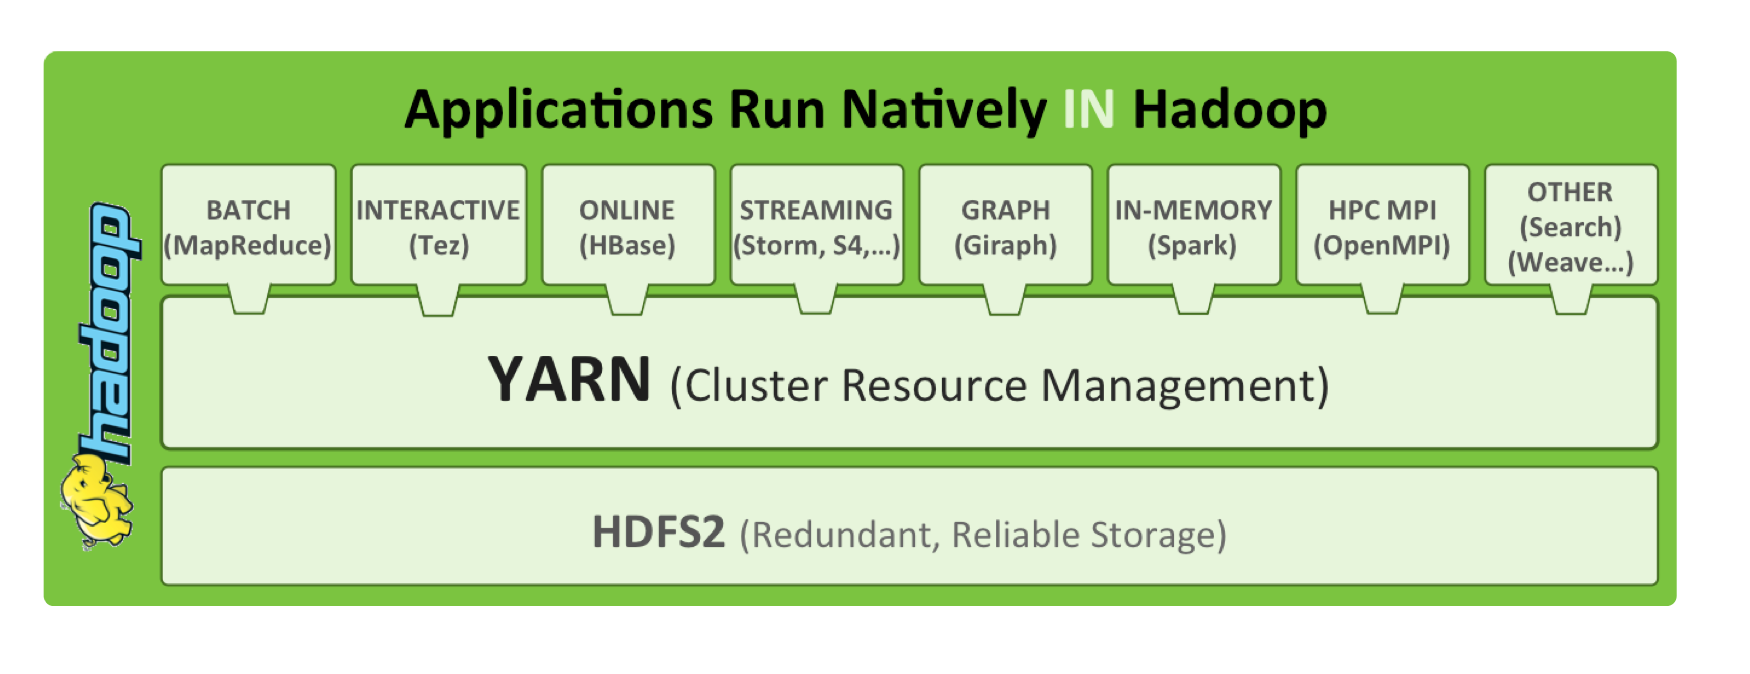 Applications Run Natively IN Hadoop
BATCH
(MapReduce)
INTERACTIVE
(Tez)
ONLINE
(HBase)
STREAMING
(Storm, S4,...)
GRAPH
(Giraph)
IN-MEMORY
(Spark)
HPC MPI
(OpenMPI)
OTHER
(Search)
(Weave...)
hadoop
YARN (Cluster Resource Management)
HDFS2 (Redundant, Reliable Storage)